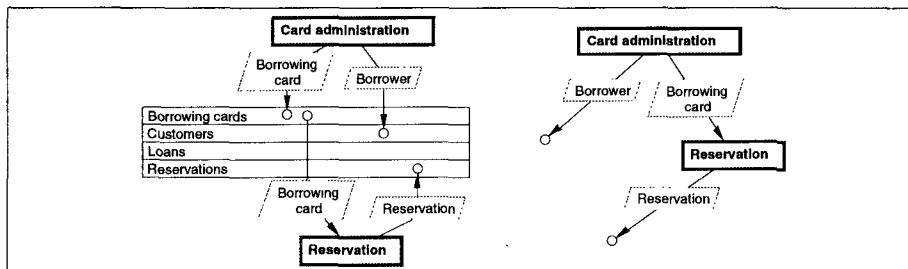 Card administration
Borrowing
card
Borrower
Borrowing cards
Customers
Loans
Reservations
Borrowing
card
Reservation
Reservation
Card administration
Borrower
Borrowing
card
Reservation
Reservation